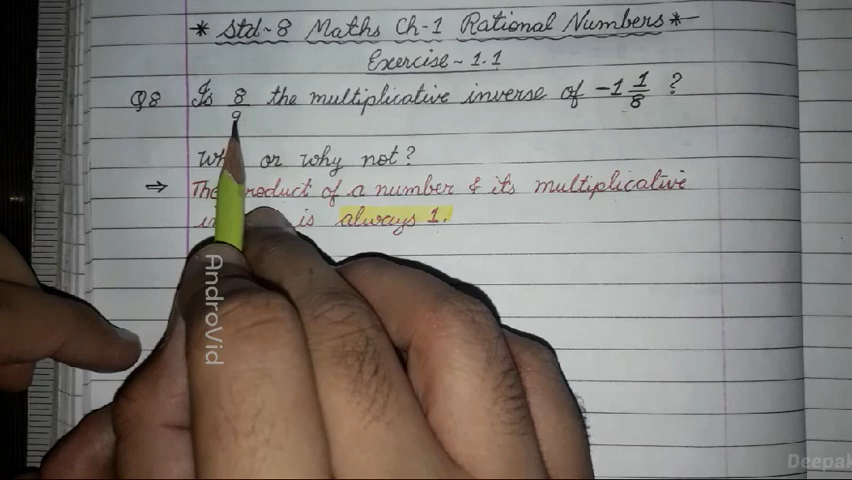 * Std-8 Maths Ch-1 Rational Numbers *
Exercise-1.1
Q8 Is 8/9 the multiplicative inverse of -1 1/8 ?
or why not?
⇒ The product of a number & its multiplicative
is always 1.
AndroVid
Deepak